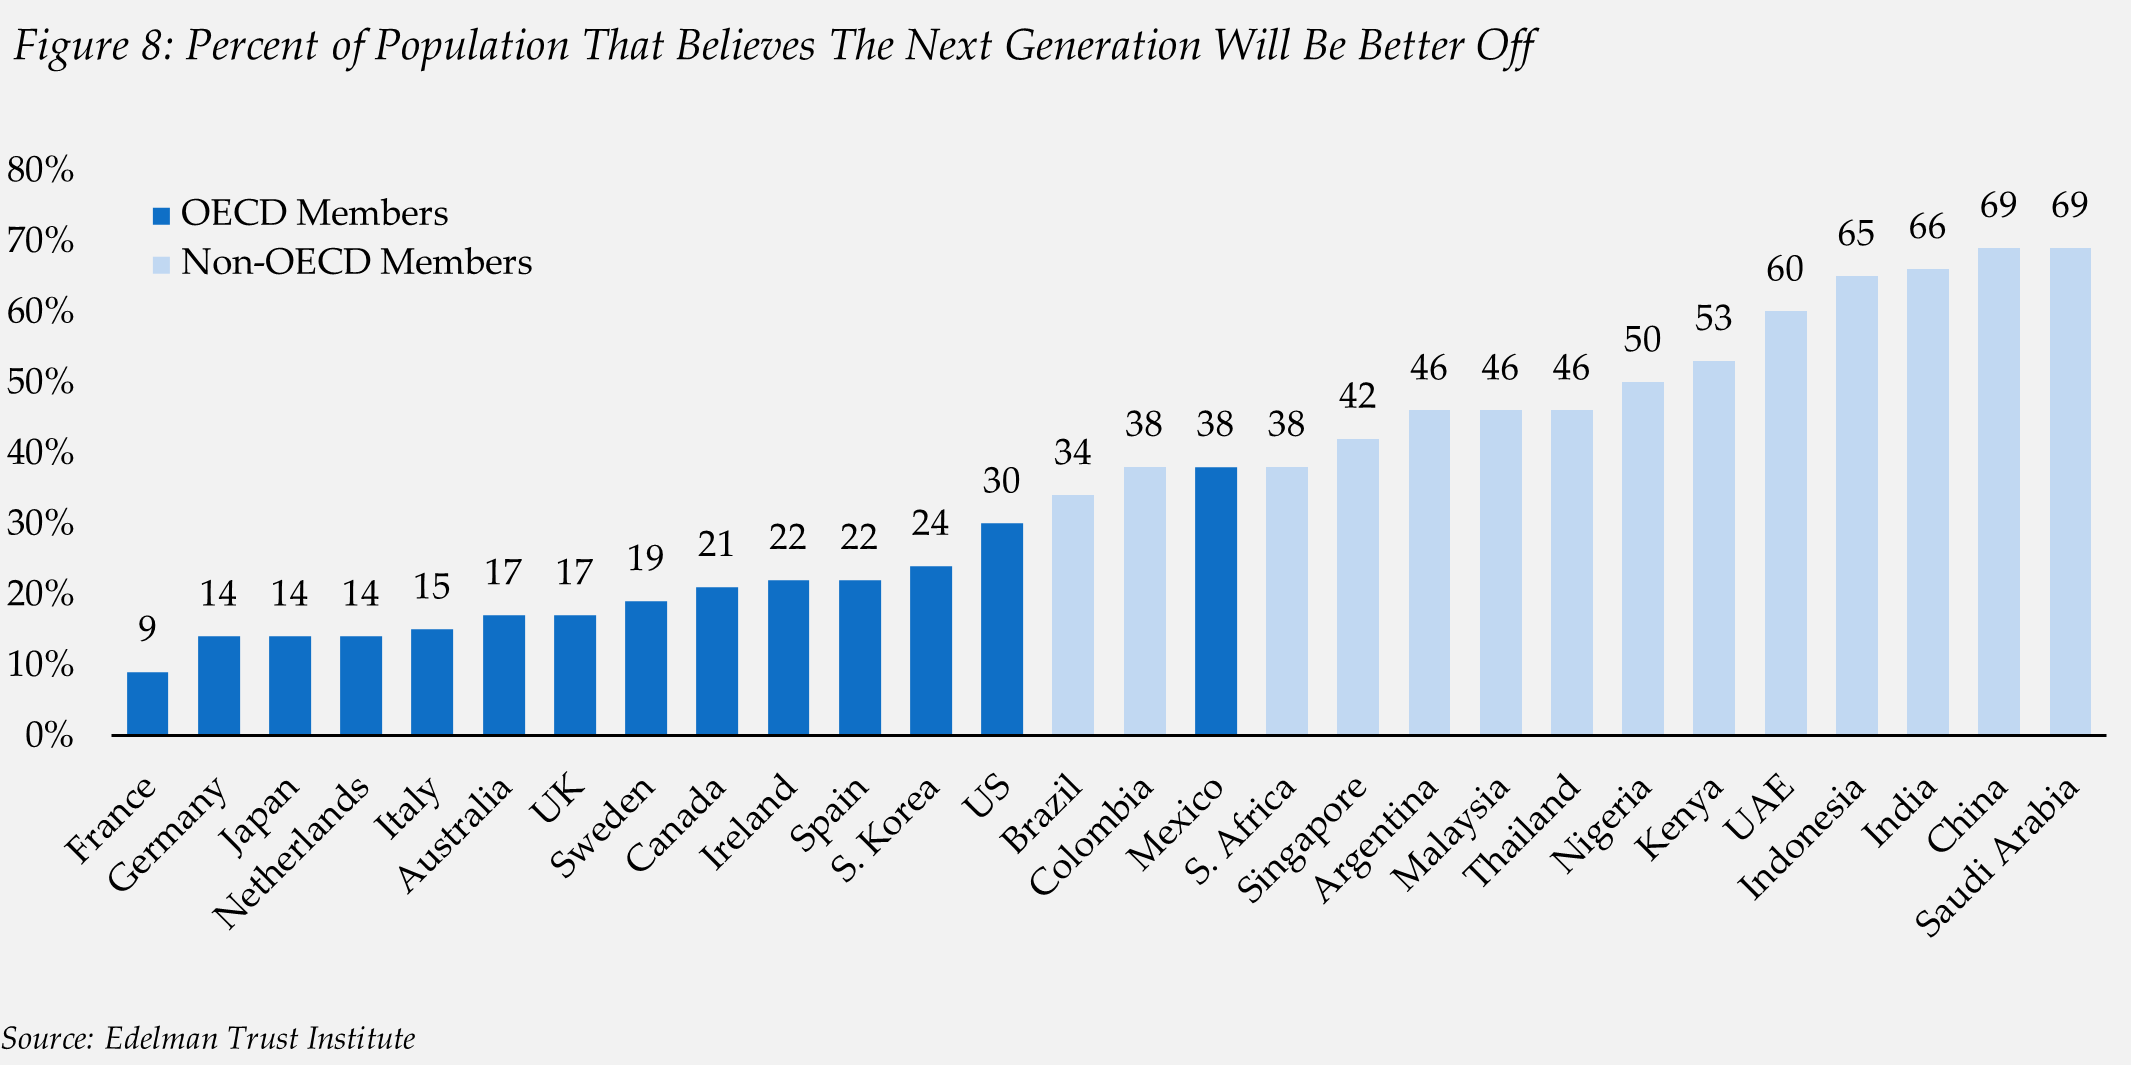 Figure 8: Percent of Population That Believes The Next Generation Will Be Better Off
80%
70%
60%
50%
40%
30%
20%
10%
0%
OECD Members
Non-OECD Members
9
14
14
14
15
17
17
19
21
22
22
24
30
34
38
38
38
42
46
46
46
50
53
60
65
66
69
69
France
Germany
Japan
Netherlands
Italy
Australia
UK
Sweden
Canada
Ireland
Spain
S. Korea
US
Brazil
Colombia
Mexico
S. Africa
Singapore
Argentina
Malaysia
Thailand
Nigeria
Kenya
UAE
Indonesia
India
China
Saudi Arabia
Source: Edelman Trust Institute